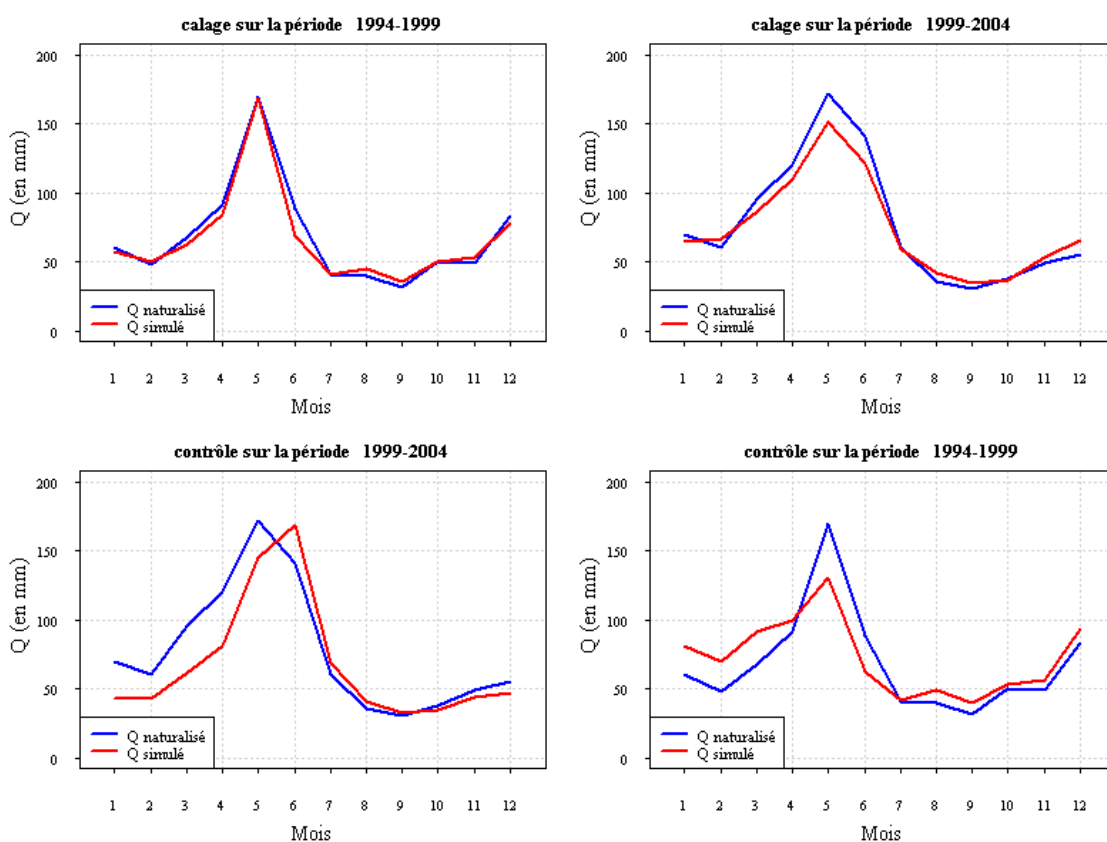 calage sur la période 1994-1999
200
150
100
50
0
Q (en mm)
Q naturalisé
Q simulé
1 2 3 4 5 6 7 8 9 10 11 12
Mois
calage sur la période 1999-2004
200
150
100
50
0
Q (en mm)
Q naturalisé
Q simulé
1 2 3 4 5 6 7 8 9 10 11 12
Mois
contrôle sur la période 1999-2004
200
150
100
50
0
Q (en mm)
Q naturalisé
Q simulé
1 2 3 4 5 6 7 8 9 10 11 12
Mois
contrôle sur la période 1994-1999
200
150
100
50
0
Q (en mm)
Q naturalisé
Q simulé
1 2 3 4 5 6 7 8 9 10 11 12
Mois